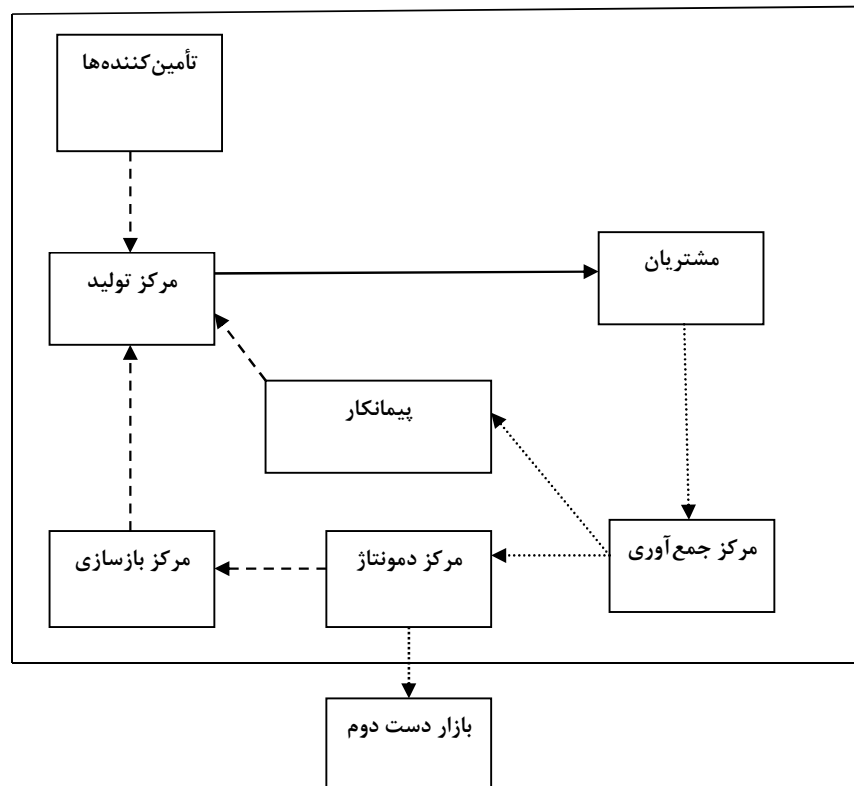 تأمین‌کننده‌ها
مرکز تولید
مشتریان
پیمانکار
مرکز بازسازی
مرکز دمونتاژ
مرکز جمع‌آوری
بازار دست دوم